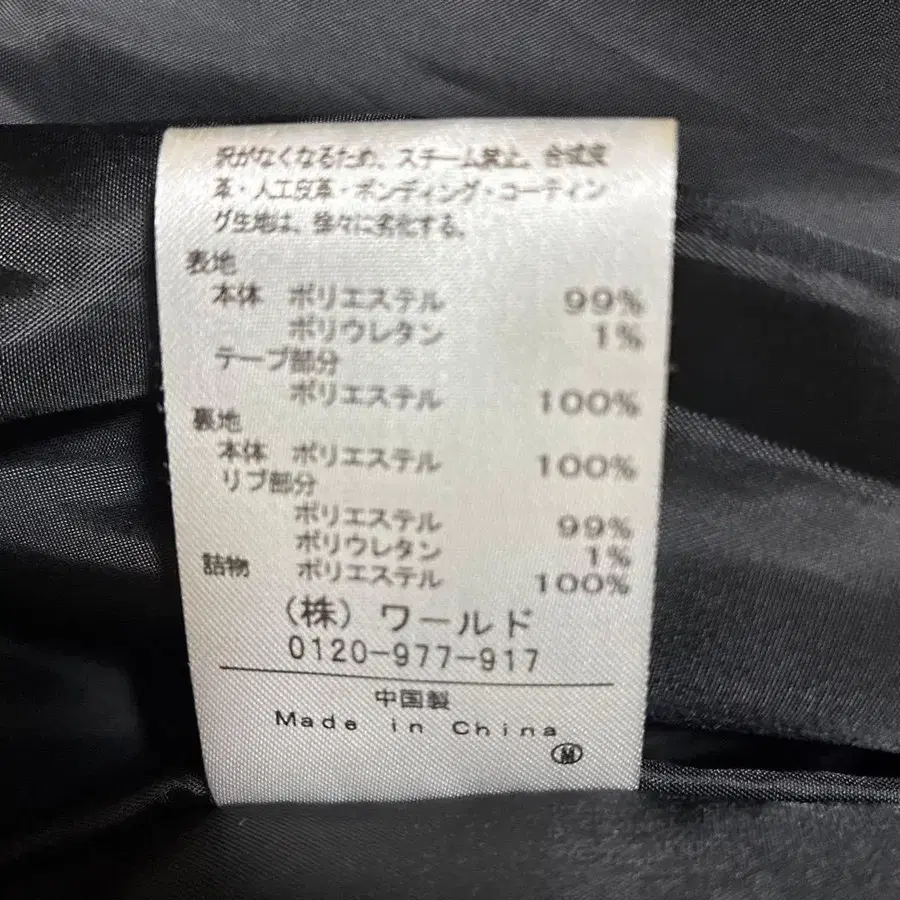 沢がなくなるため、スチーム禁止。合成皮
革・人工皮革・ボンディング・コーティン
グ生地は、徐々に劣化する。
表地
本体 ポリエステル 99%
ポリウレタン 1%
テープ部分
ポリエステル 100%
裏地
本体 ポリエステル 100%
リブ部分
ポリエステル 99%
ポリウレタン 1%
詰物 ポリエステル 100%
(株) ワールド
0120-977-917
中国製
Made in China
M